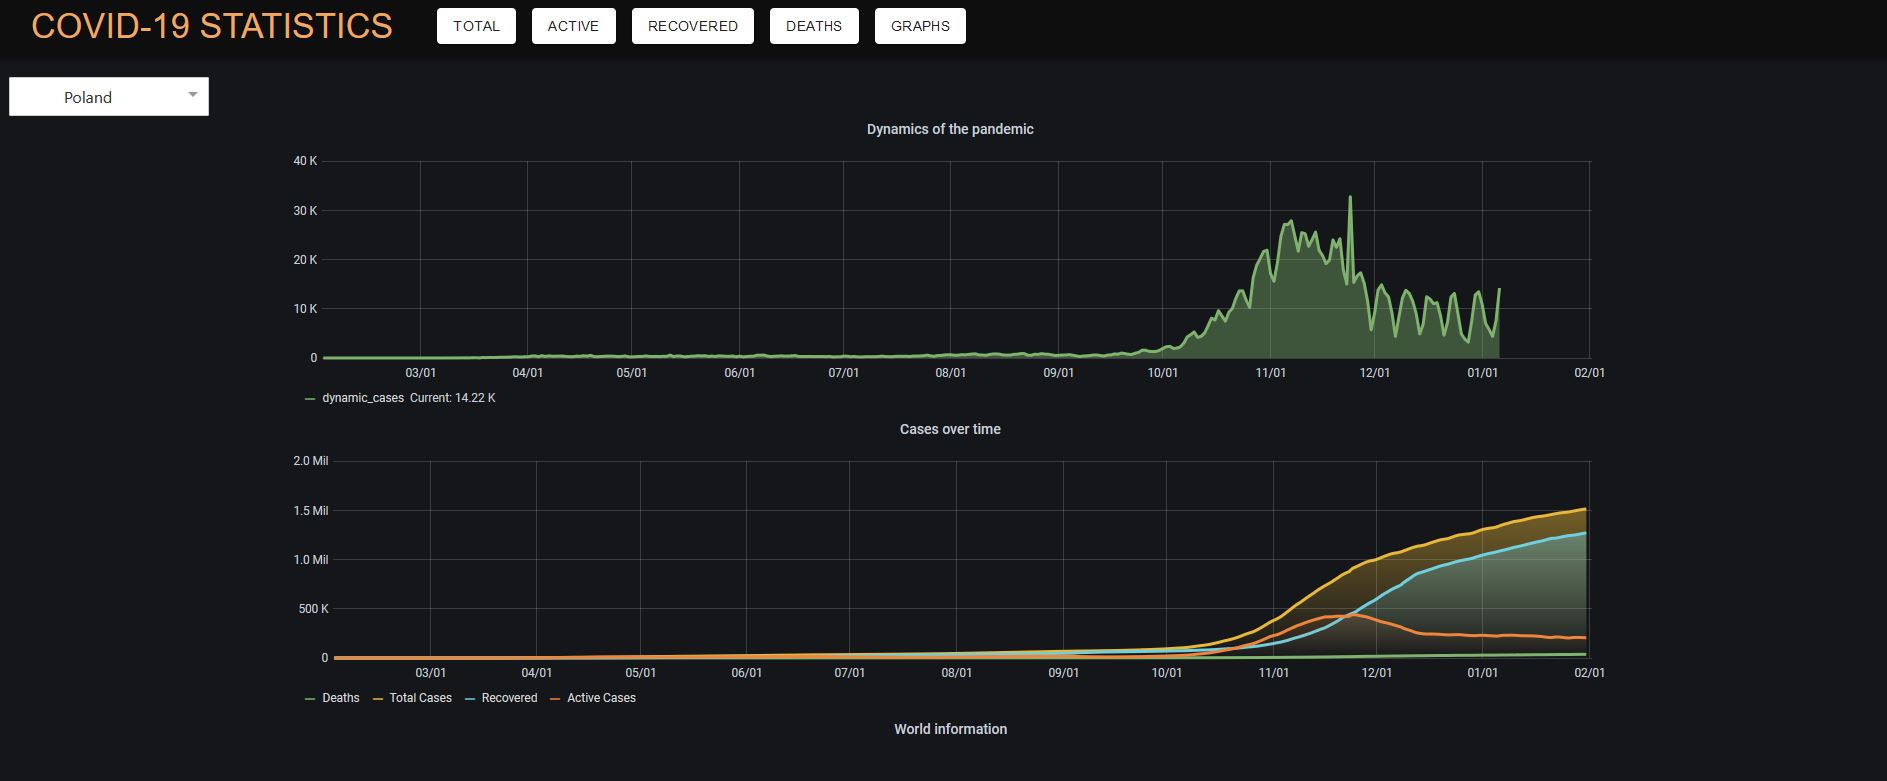 COVID-19 STATISTICS TOTAL ACTIVE RECOVERED DEATHS GRAPHS
Poland
Dynamics of the pandemic
40 K
30 K
20 K
10 K
0
03/01 04/01 05/01 06/01 07/01 08/01 09/01 10/01 11/01 12/01 01/01 02/01
dynamic_cases Current: 14.22 K
Cases over time
2.0 Mil
1.5 Mil
1.0 Mil
500 K
0
03/01 04/01 05/01 06/01 07/01 08/01 09/01 10/01 11/01 12/01 01/01 02/01
Deaths Total Cases Recovered Active Cases
World information